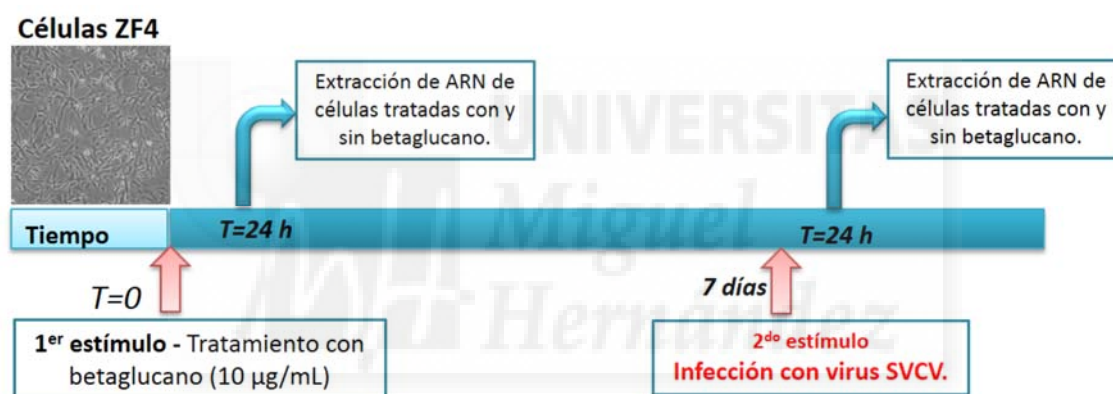 Células ZF4
Extracción de ARN de
células tratadas con y
sin betaglucano.
Extracción de ARN de
células tratadas con y
sin betaglucano.
UNIVERSITAS
Miguel
Hernández
Tiempo
T=24 h
T=24 h
T=0
7 días
1er estímulo - Tratamiento con
betaglucano (10 µg/mL)
2do estímulo
Infección con virus SVCV.